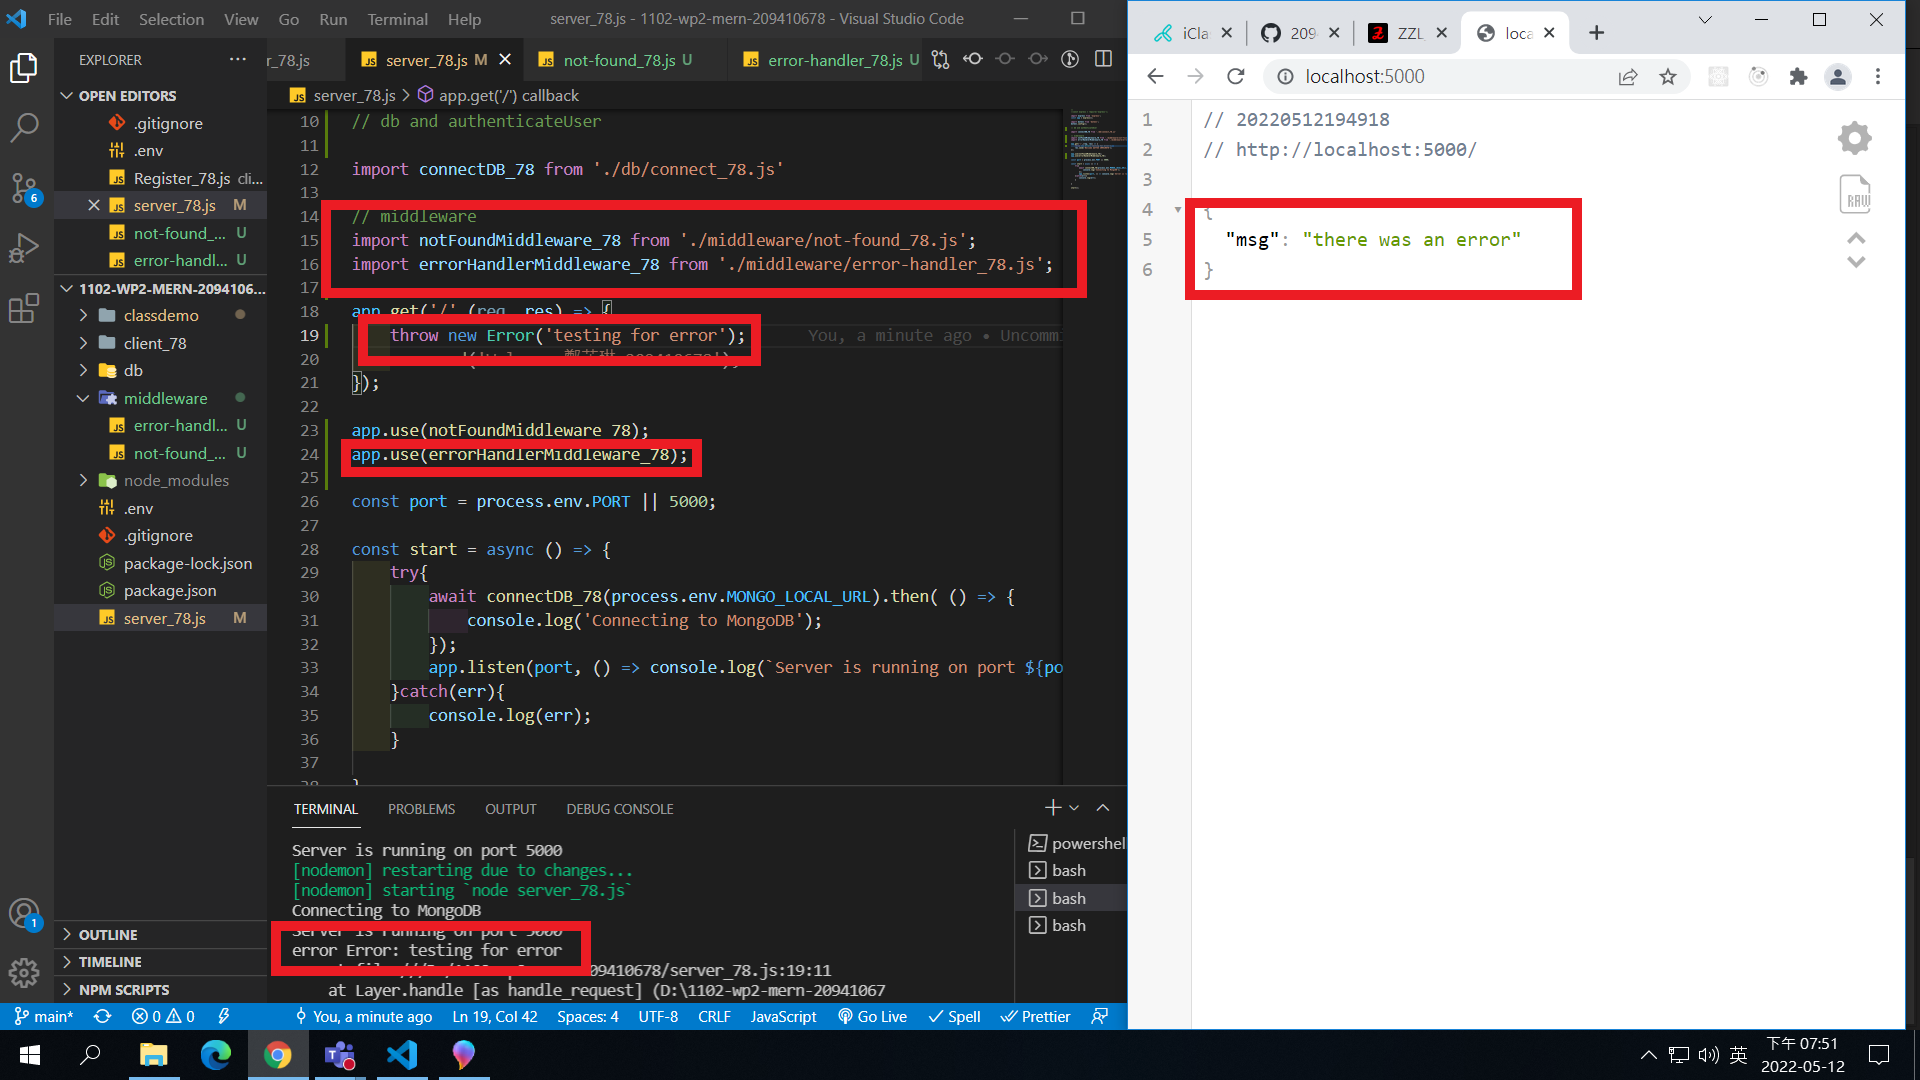 File Edit Selection View Go Run Terminal Help
server_78.js - 1102-wp2-mern-209410678 - Visual Studio Code
EXPLORER
OPEN EDITORS
.gitignore
.env
Register_78.js cli...
server_78.js M
not-found_... U
error-handl... U
1102-WP2-MERN-2094106...
classdemo
client_78
db
middleware
error-handl... U
not-found_... U
node_modules
.env
.gitignore
package-lock.json
package.json
server_78.js M
OUTLINE
TIMELINE
NPM SCRIPTS
6
1
r_78.js
server_78.js M
not-found_78.js U
error-handler_78.js U
server_78.js > app.get('/') callback
10 // db and authenticateUser
11
12 import connectDB_78 from './db/connect_78.js'
13
14 // middleware
15 import notFoundMiddleware_78 from './middleware/not-found_78.js';
16 import errorHandlerMiddleware_78 from './middleware/error-handler_78.js';
17
18 app.get('/' (req, res) => {
19 throw new Error('testing for error'); You, a minute ago • Uncommi
20
21 });
22
23 app.use(notFoundMiddleware_78);
24 app.use(errorHandlerMiddleware_78);
25
26 const port = process.env.PORT || 5000;
27
28 const start = async () => {
29 try{
30 await connectDB_78(process.env.MONGO_LOCAL_URL).then( () => {
31 console.log('Connecting to MongoDB');
32 });
33 app.listen(port, () => console.log(`Server is running on port ${po
34 }catch(err){
35 console.log(err);
36 }
37
38 }
TERMINAL PROBLEMS OUTPUT DEBUG CONSOLE
Server is running on port 5000
[nodemon] restarting due to changes...
[nodemon] starting `node server_78.js`
Connecting to MongoDB
Server is running on port 5000
error Error: testing for error
09410678/server_78.js:19:11
at Layer.handle [as handle_request] (D:\1102-wp2-mern-20941067
powershel
bash
bash
bash
main* 0 0 You, a minute ago Ln 19, Col 42 Spaces: 4 UTF-8 CRLF JavaScript Go Live Spell Prettier
iCla
209
ZZL
loca
localhost:5000
1 // 20220512194918
2 // http://localhost:5000/
3
4 {
5 "msg": "there was an error"
6 }
RAW
英
下午 07:51
2022-05-12